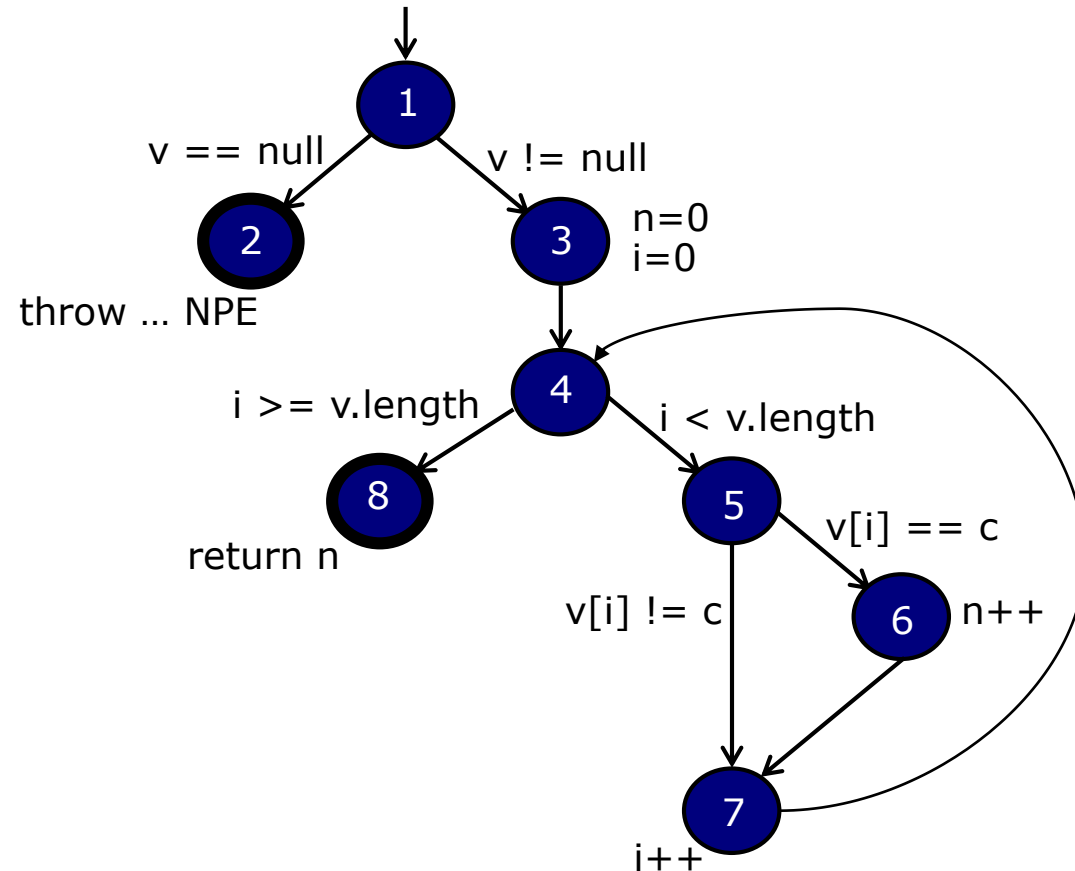 1
v == null
v != null
2
3
n=0
i=0
throw ... NPE
4
i >= v.length
i < v.length
8
5
v[i] == c
return n
v[i] != c
6
n++
7
i++